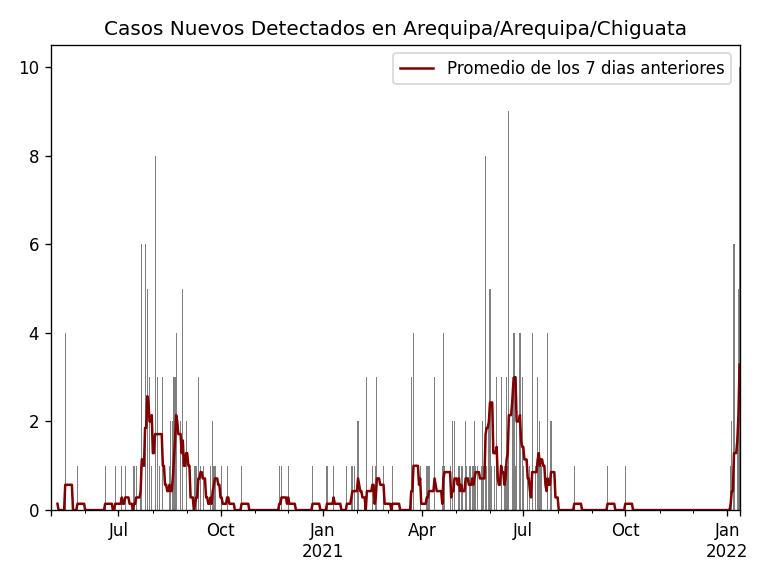 Casos Nuevos Detectados en Arequipa/Arequipa/Chiguata
Promedio de los 7 dias anteriores
10
8
6
4
2
0
Jul
Oct
Jan
2021
Apr
Jul
Oct
Jan
2022